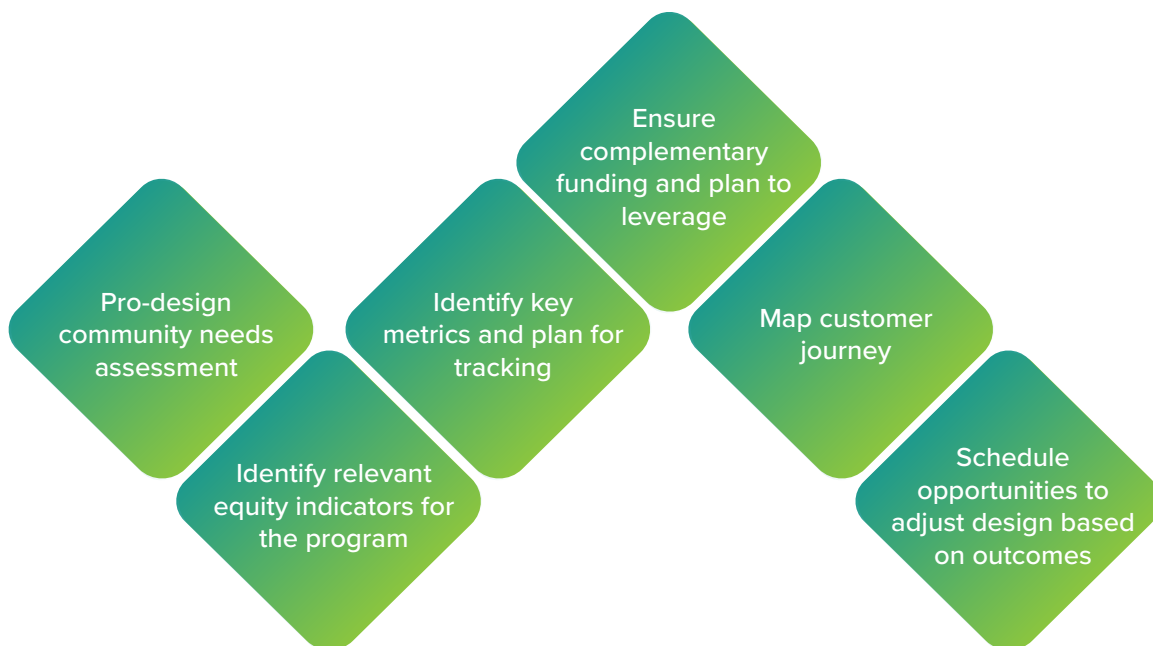 Pro-design
community needs
assessment
Identify relevant
equity indicators for
the program
Identify key
metrics and plan for
tracking
Ensure
complementary
funding and plan to
leverage
Map customer
journey
Schedule
opportunities to
adjust design based
on outcomes